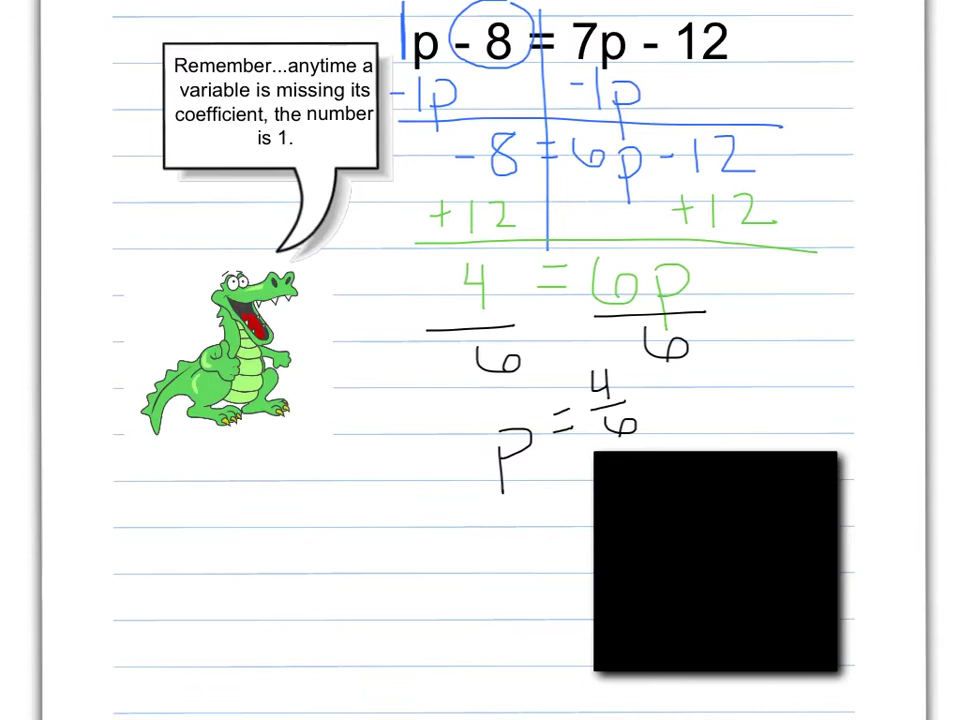 1p - 8 = 7p - 12
Remember...anytime a
variable is missing its
coefficient, the number
is 1.
-1p -1p
-8 = 6p -12
+12 +12
4 = 6p
6 6
p = 4/6